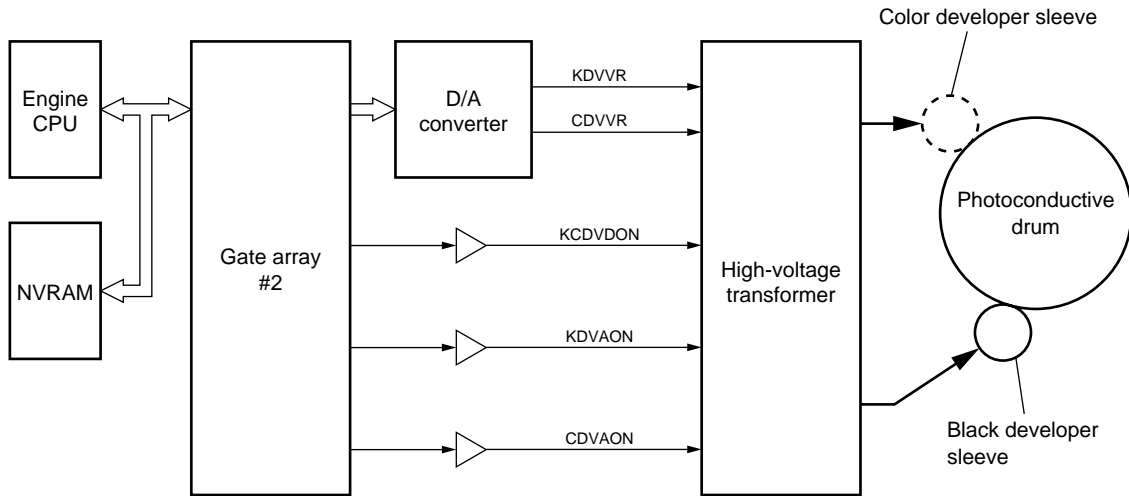 Color developer sleeve
Engine
CPU
D/A
converter
KDVVR
CDVVR
Photoconductive
drum
NVRAM
Gate array
#2
KCDVDON
High-voltage
transformer
KDVAON
CDVAON
Black developer
sleeve